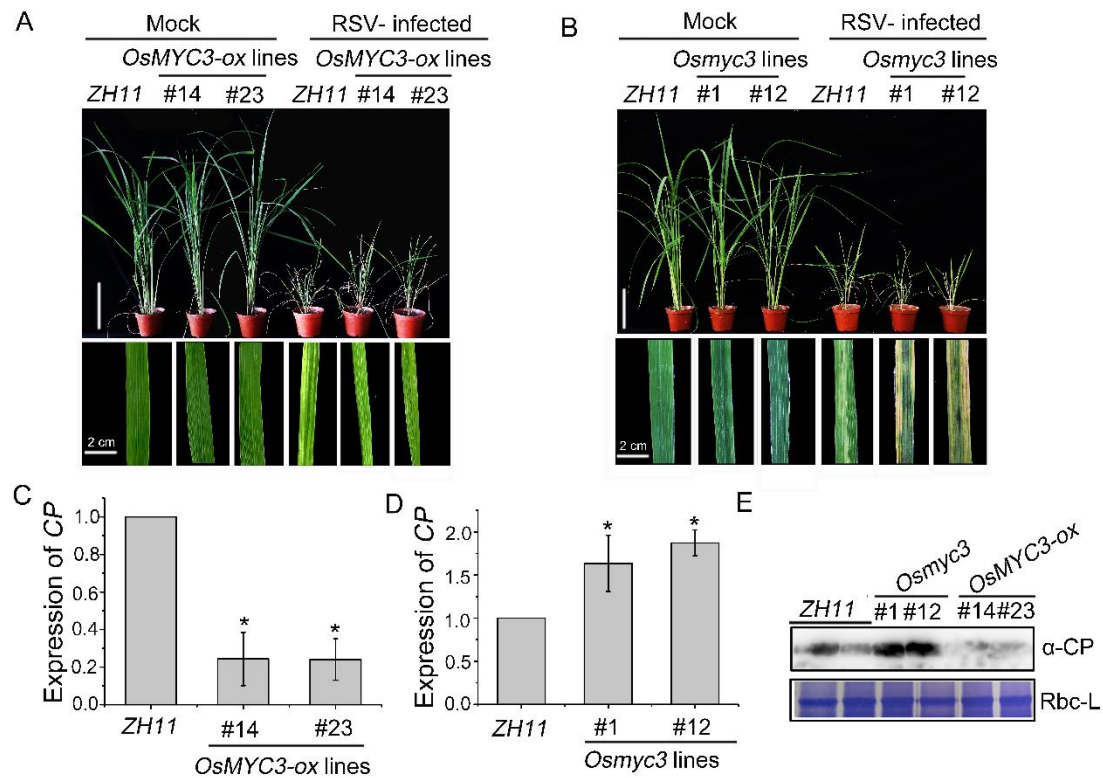 A
Mock
RSV- infected
OsMYC3-ox lines
OsMYC3-ox lines
ZH11 #14 #23 ZH11 #14 #23
2 cm
B
Mock
RSV- infected
Osmyc3 lines
Osmyc3 lines
ZH11 #1 #12 ZH11 #1 #12
2 cm
C
Expression of CP
1.0
0.8
0.6
0.4
0.2
0.0
*
*
ZH11 #14 #23
OsMYC3-ox lines
D
Expression of CP
2.0
1.5
1.0
0.5
0.0
*
*
ZH11 #1 #12
Osmyc3 lines
E
Osmyc3
OsMYC3-ox
ZH11 #1 #12 #14 #23
α-CP
Rbc-L